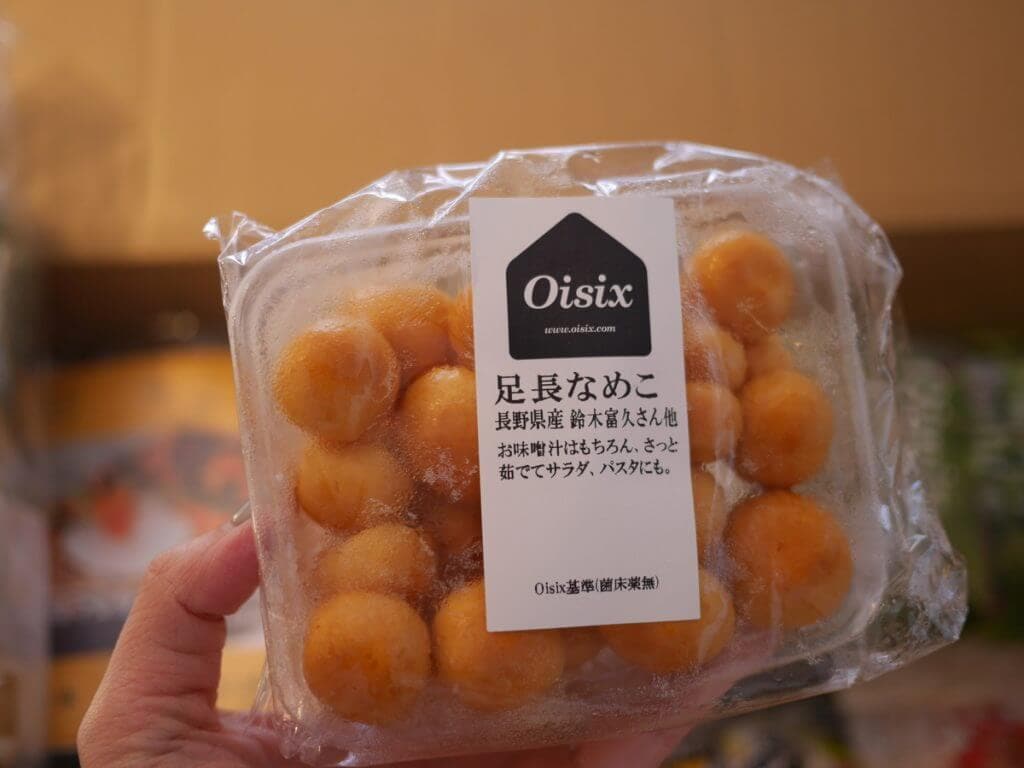 Oisix
www.oisix.com
足長なめこ
長野県産 鈴木富久さん他
お味噌汁はもちろん、さっと
茹でてサラダ、パスタにも。
Oisix基準(菌床薬無)